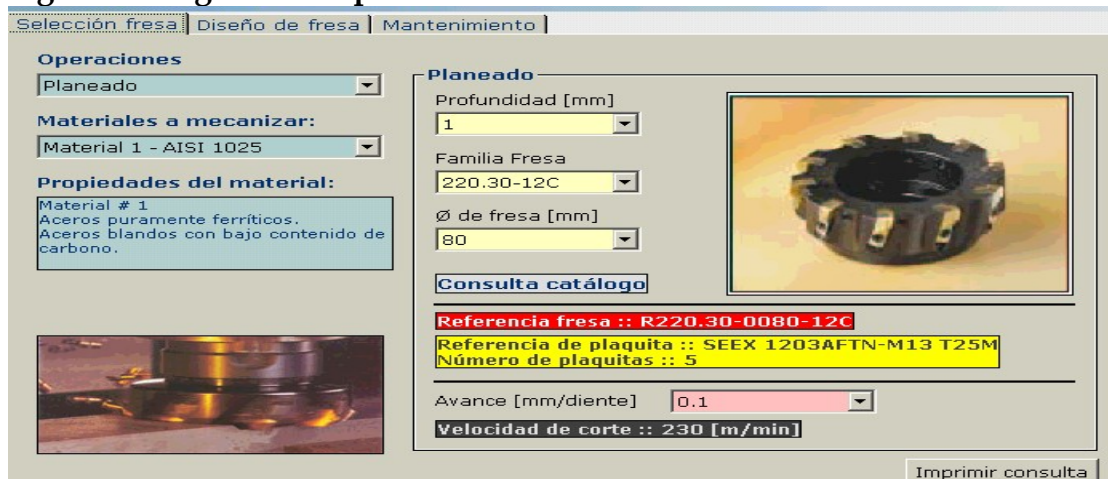 Selección fresa
Diseño de fresa
Mantenimiento
Operaciones
Planeado
Materiales a mecanizar:
Material 1 - AISI 1025
Propiedades del material:
Material # 1
Aceros puramente ferríticos.
Aceros blandos con bajo contenido de
carbono.
Planeado
Profundidad [mm]
1
Familia Fresa
220.30-12C
Ø de fresa [mm]
80
Consulta catálogo
Referencia fresa :: R220.30-0080-12C
Referencia de plaquita :: SEEX 1203AFTN-M13 T25M
Número de plaquitas :: 5
Avance [mm/diente]
0.1
Velocidad de corte :: 230 [m/min]
Imprimir consulta